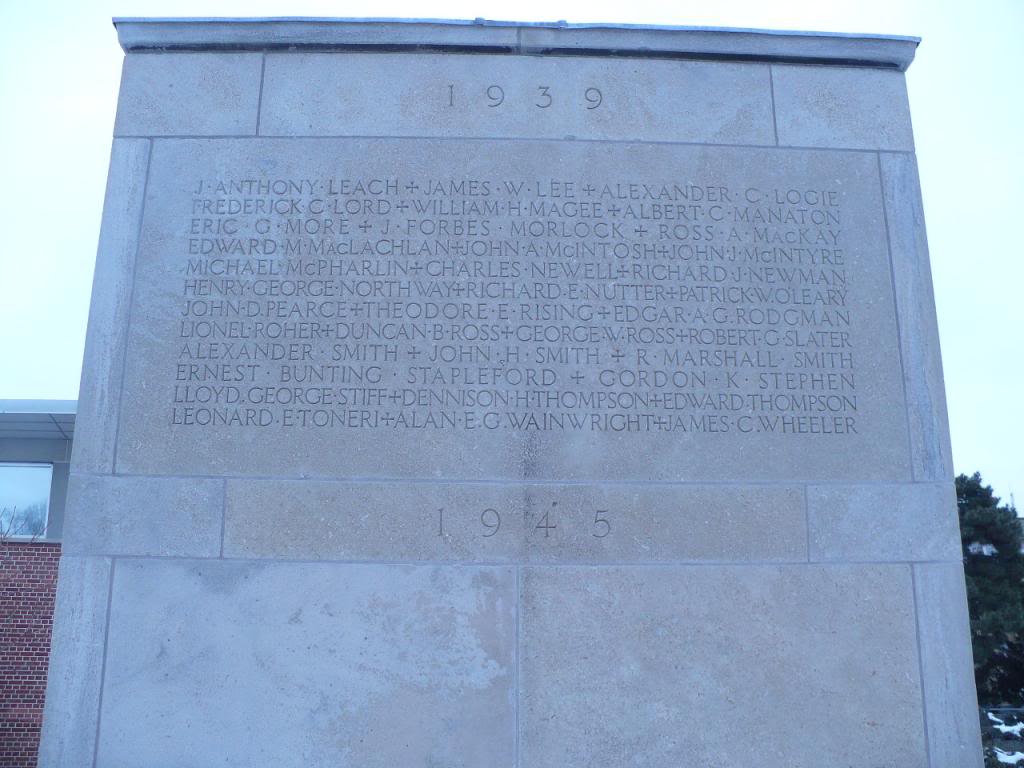 1939
J·ANTHONY·LEACH+JAMES·W·LEE+ALEXANDER·C·LOGIE
FREDERICK·C·LORD+WILLIAM·H·MAGEE+ALBERT·C·MANATON
ERIC·G·MORE+J·FORBES MORLOCK+ROSS·A·MACKAY
EDWARD·M·MACLACHLAN+JOHN·A·MCINTOSH+JOHN·J·MCINTYRE
MICHAEL·MCPHARLIN+CHARLES·NEWELL+RICHARD·J·NEWMAN
HENRY·GEORGE·NORTHWAY+RICHARD·E·NUTTER+PATRICK·W·OLEARY
JOHN·D·PEARCE+THEODORE·E·RISING+EDGAR·A·G·RODGMAN
LIONEL·ROHER+DUNCAN·B·ROSS+GEORGE·W·ROSS+ROBERT·G·SLATER
ALEXANDER·SMITH+JOHN·H·SMITH+R·MARSHALL·SMITH
ERNEST·BUNTING·STAPLEFORD+GORDON·K·STEPHEN
LLOYD·GEORGE·STIFF+DENNISON·H·THOMPSON+EDWARD·THOMPSON
LEONARD·E·TONERI+ALAN·E·G·WAINWRIGHT+JAMES·C·WHEELER
1945